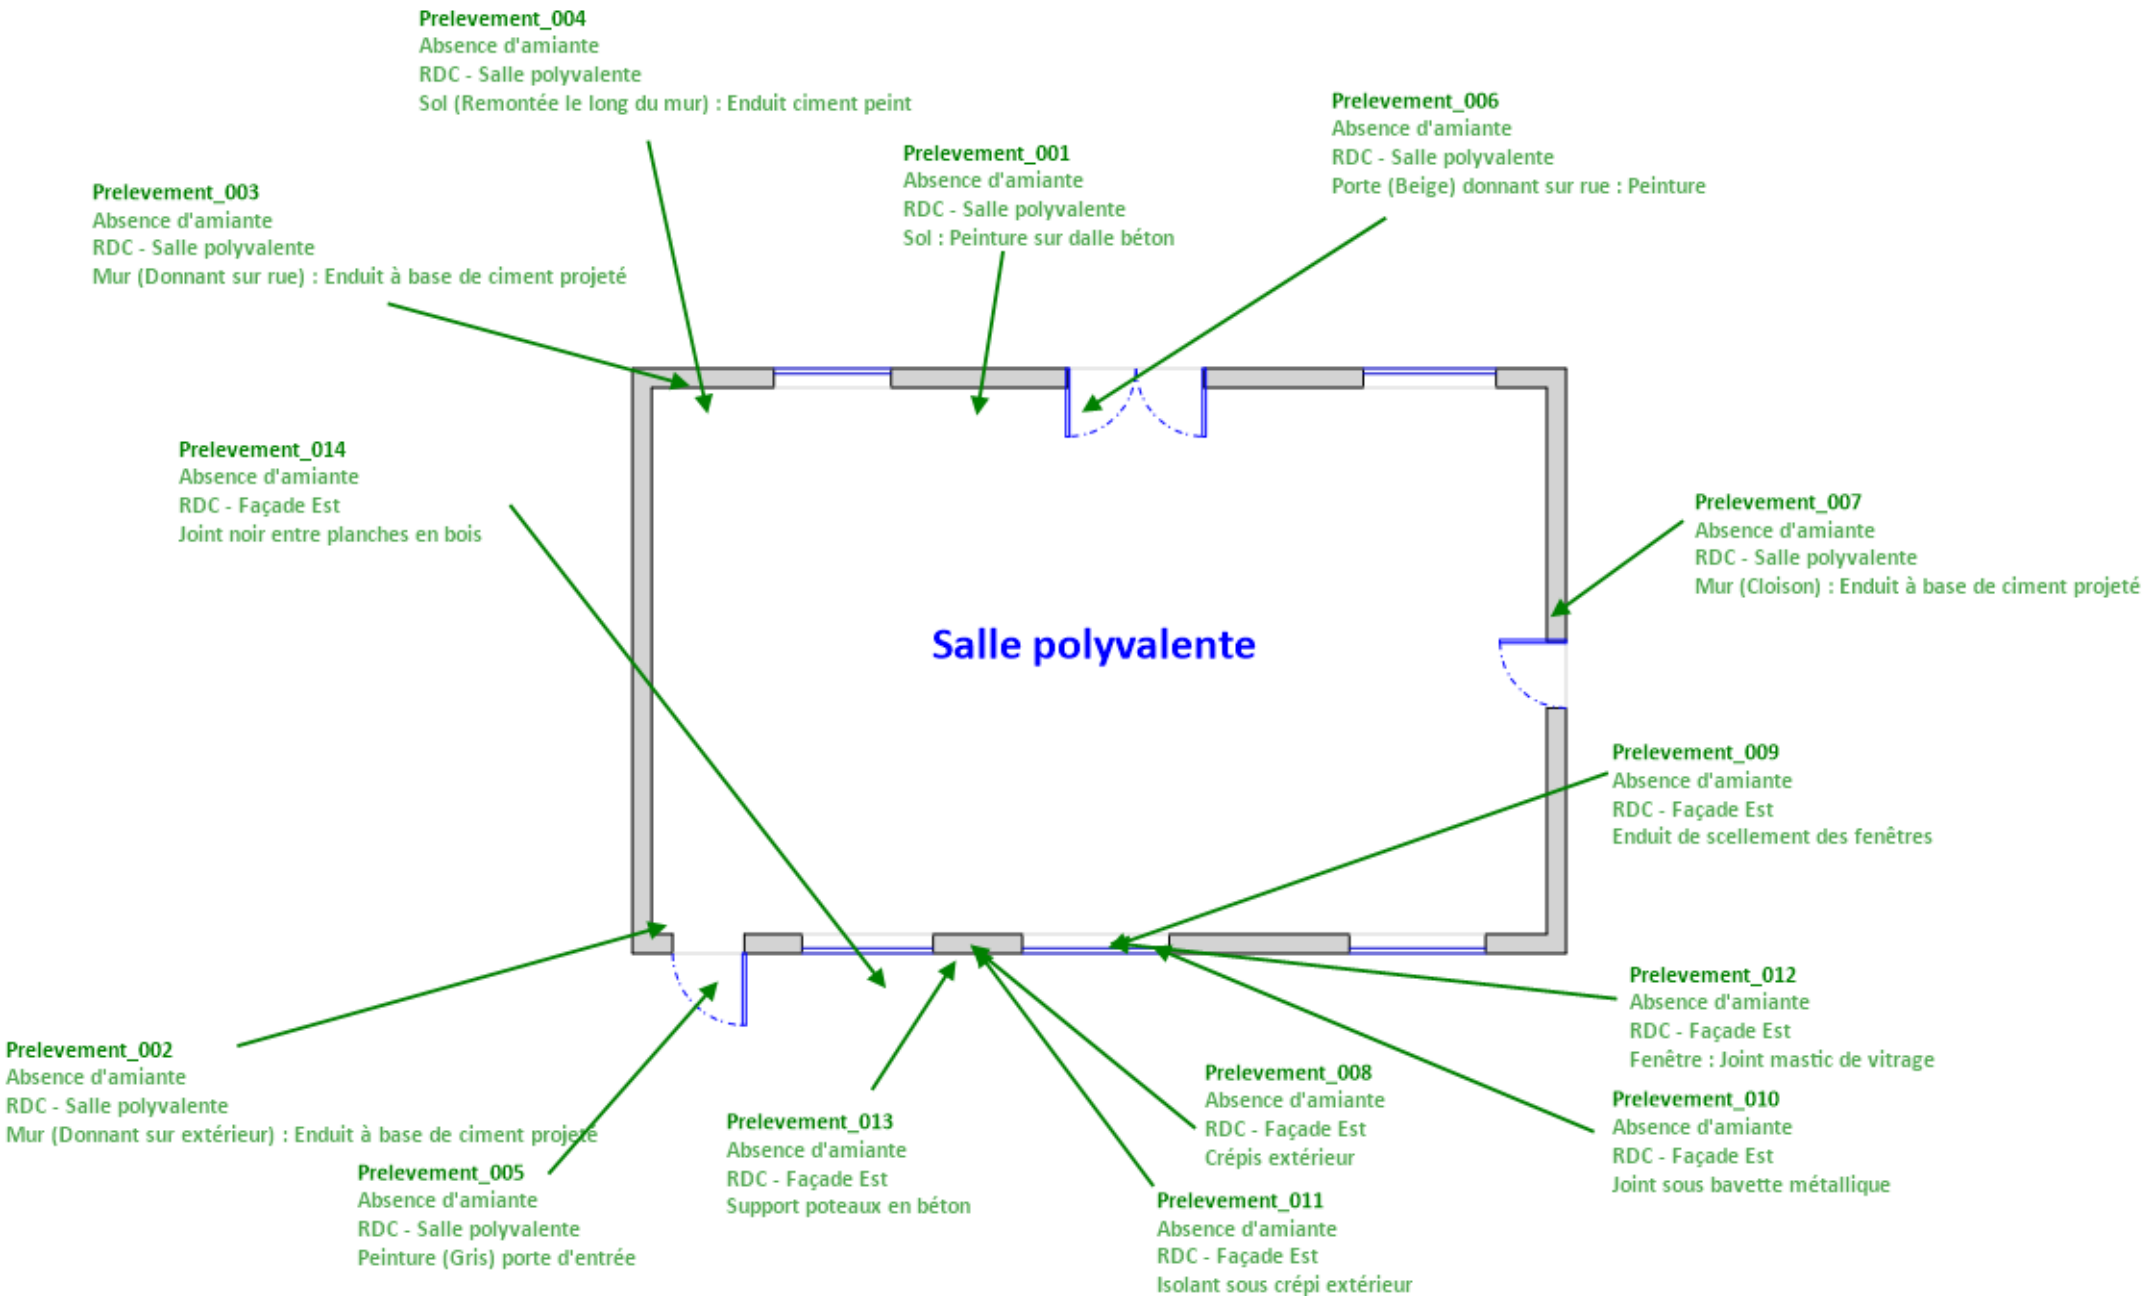 Prelevement_004
Absence d'amiante
RDC - Salle polyvalente
Sol (Remontée le long du mur) : Enduit ciment peint
Prelevement_006
Absence d'amiante
RDC - Salle polyvalente
Porte (Beige) donnant sur rue : Peinture
Prelevement_001
Absence d'amiante
RDC - Salle polyvalente
Sol : Peinture sur dalle béton
Prelevement_003
Absence d'amiante
RDC - Salle polyvalente
Mur (Donnant sur rue) : Enduit à base de ciment projeté
Prelevement_014
Absence d'amiante
RDC - Façade Est
Joint noir entre planches en bois
Prelevement_007
Absence d'amiante
RDC - Salle polyvalente
Mur (Cloison) : Enduit à base de ciment projeté
Salle polyvalente
Prelevement_009
Absence d'amiante
RDC - Façade Est
Enduit de scellement des fenêtres
Prelevement_012
Absence d'amiante
RDC - Façade Est
Fenêtre : Joint mastic de vitrage
Prelevement_002
Absence d'amiante
RDC - Salle polyvalente
Mur (Donnant sur extérieur) : Enduit à base de ciment projeté
Prelevement_008
Absence d'amiante
RDC - Façade Est
Crépis extérieur
Prelevement_010
Absence d'amiante
RDC - Façade Est
Joint sous bavette métallique
Prelevement_013
Absence d'amiante
RDC - Façade Est
Support poteaux en béton
Prelevement_005
Absence d'amiante
RDC - Salle polyvalente
Peinture (Gris) porte d'entrée
Prelevement_011
Absence d'amiante
RDC - Façade Est
Isolant sous crépi extérieur